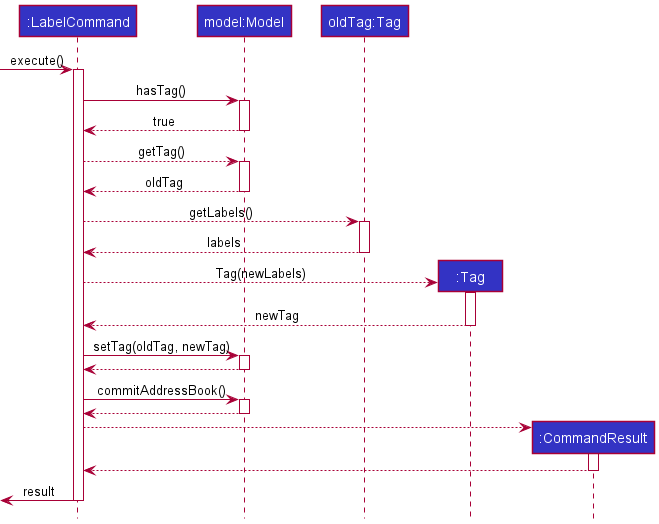 :LabelCommand
model:Model
oldTag:Tag
execute()
hasTag()
true
getTag()
oldTag
getLabels()
labels
Tag(newLabels)
:Tag
newTag
setTag(oldTag, newTag)
commitAddressBook()
:CommandResult
result